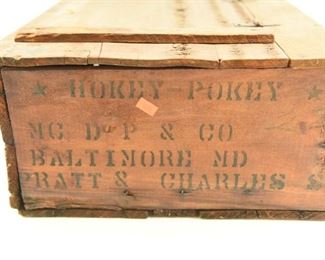 ★ HOKEY POKEY ★
MC D P & CO
BALTIMORE MD
PRATT & CHARLES S